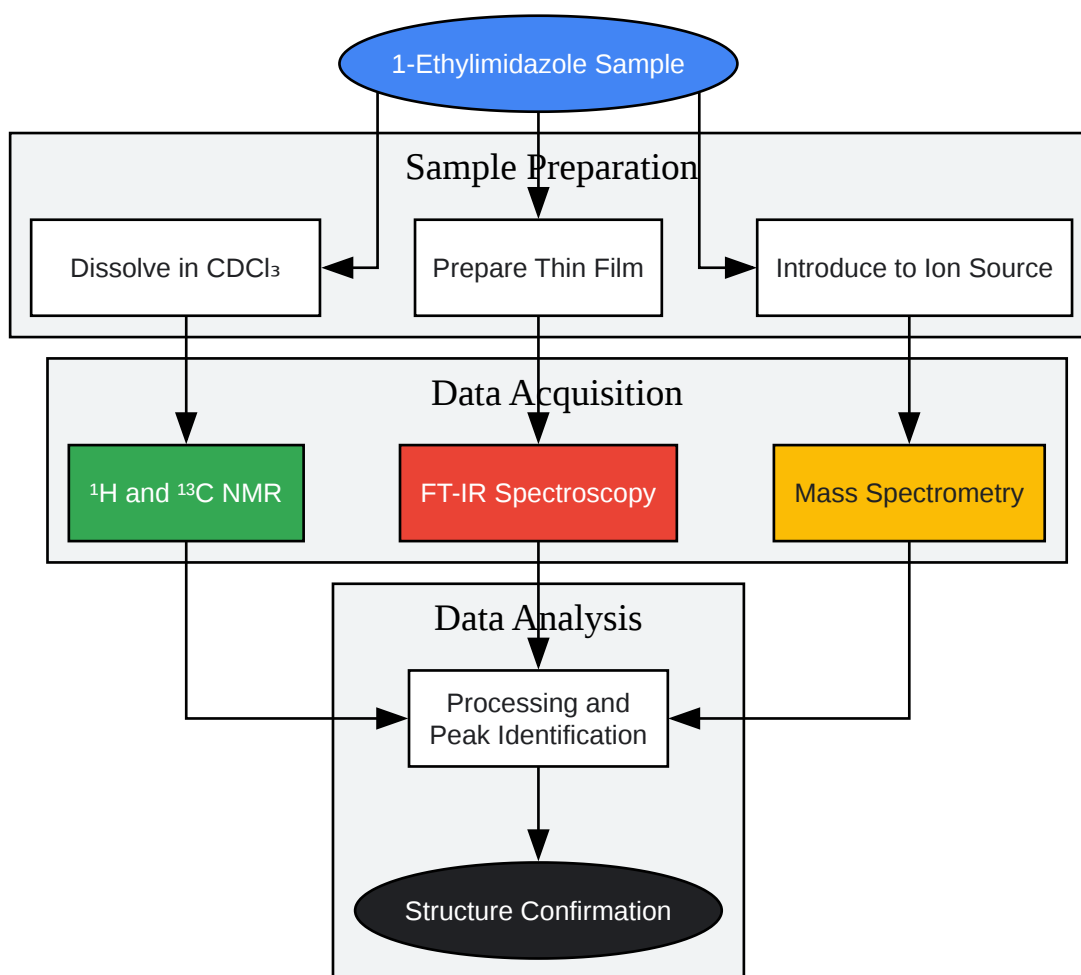 1-Ethylimidazole Sample
Sample Preparation
Dissolve in CDCl₃
Prepare Thin Film
Introduce to Ion Source
Data Acquisition
¹H and ¹³C NMR
FT-IR Spectroscopy
Mass Spectrometry
Data Analysis
Processing and
Peak Identification
Structure Confirmation